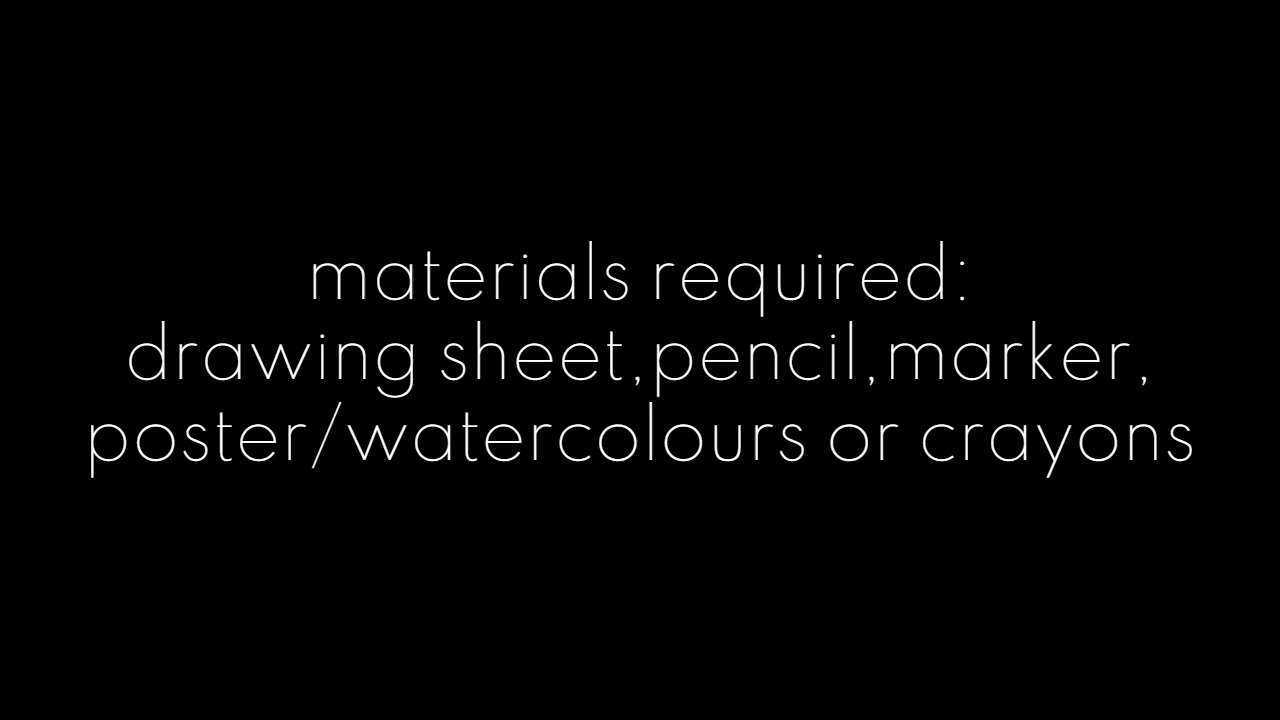 materials required:
drawing sheet,pencil,marker,
poster/watercolours or crayons